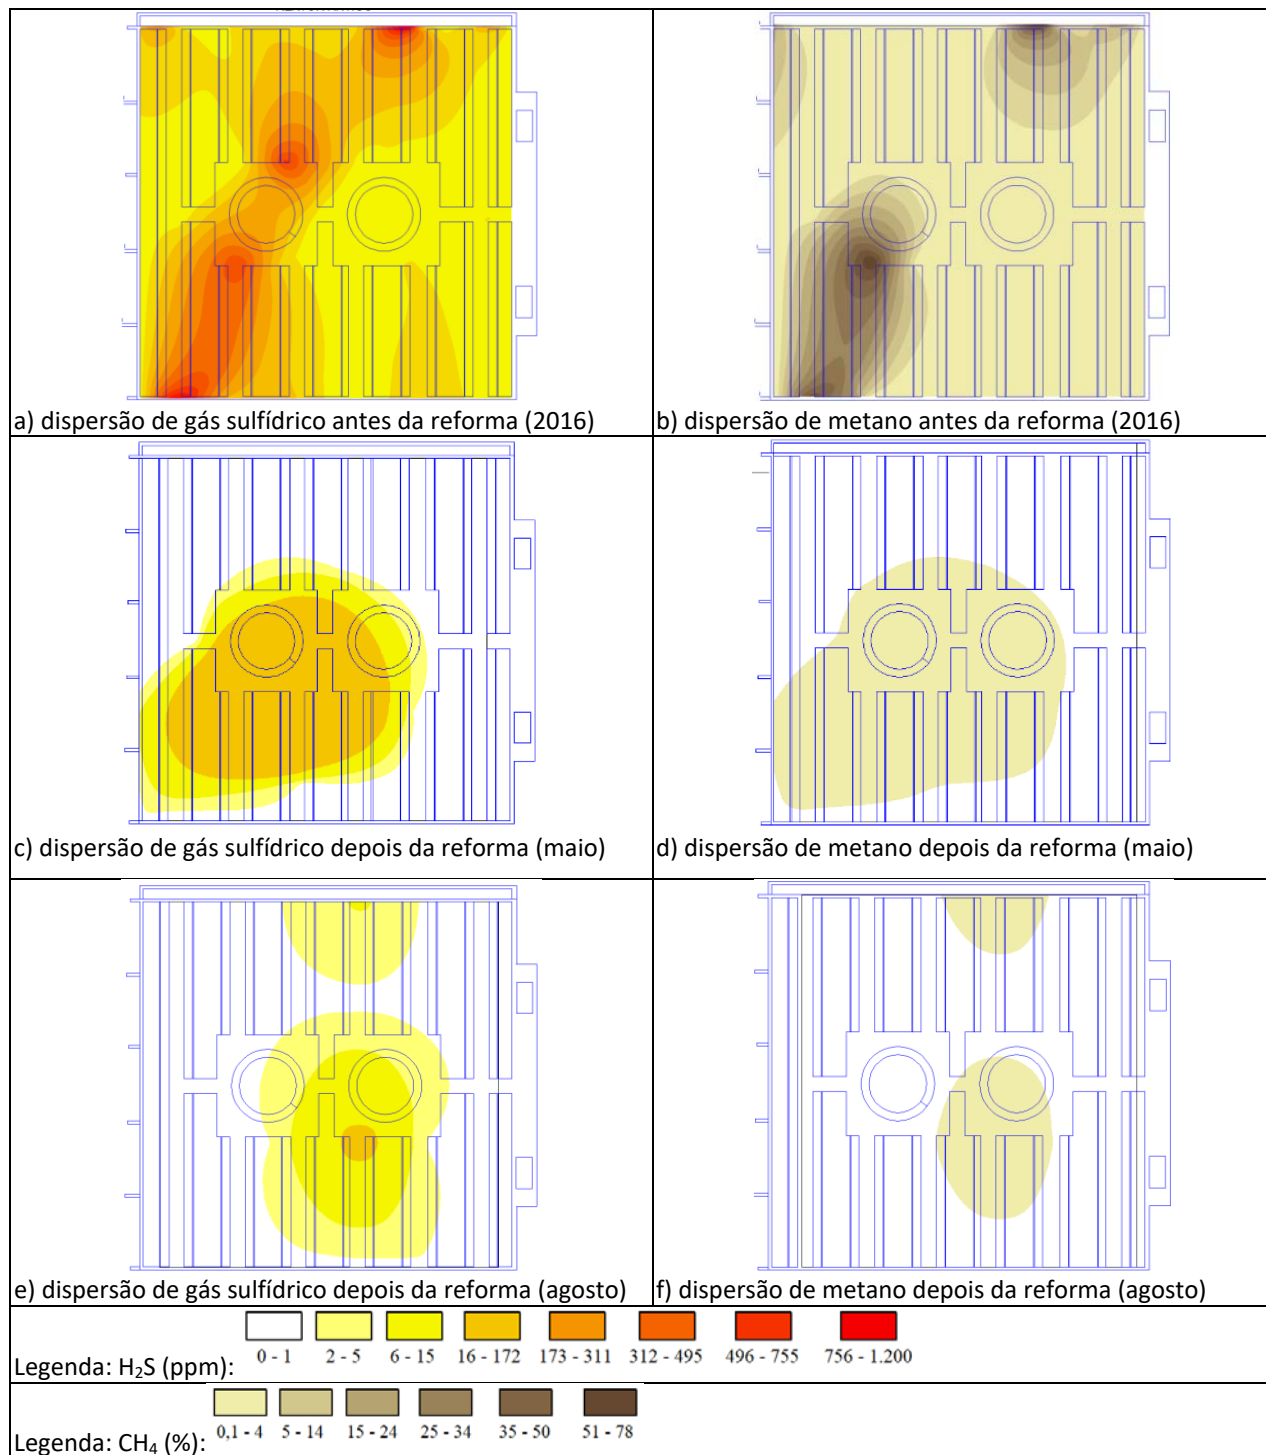 a) dispersão de gás sulfídrico antes da reforma (2016)
b) dispersão de metano antes da reforma (2016)
c) dispersão de gás sulfídrico depois da reforma (maio)
d) dispersão de metano depois da reforma (maio)
e) dispersão de gás sulfídrico depois da reforma (agosto)
f) dispersão de metano depois da reforma (agosto)
Legenda: H₂S (ppm): 0 - 1 2 - 5 6 - 15 16 - 172 173 - 311 312 - 495 496 - 755 756 - 1.200
Legenda: CH₄ (%): 0,1 - 4 5 - 14 15 - 24 25 - 34 35 - 50 51 - 78